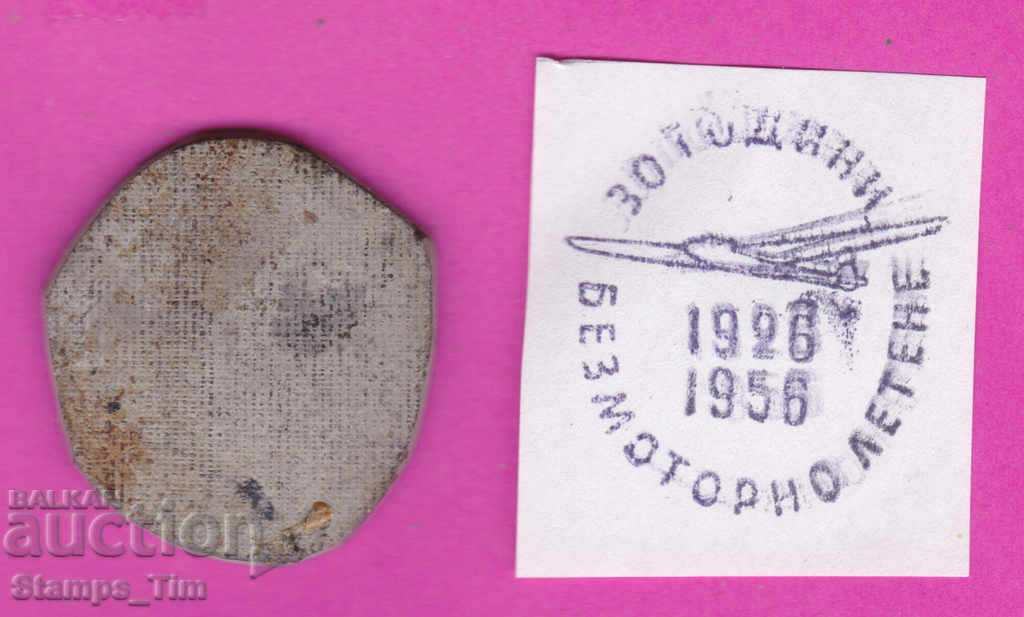 30 ГОДИНИ
1926
1956
БЕЗМОТОРНО ЛЕТЕНЕ
BALKAN
auction
Stamps_Tim